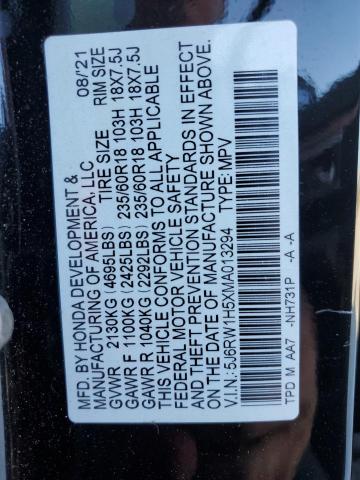 MFD. BY HONDA DEVELOPMENT & 08/21
MANUFACTURING OF AMERICA, LLC
TIRE SIZE RIM SIZE
GVWR 2130KG (4695LBS)
GAWR F 1100KG (2425LBS) 235/60R18 103H 18X7.5J
GAWR R 1040KG (2292LBS) 235/60R18 103H 18X7.5J
THIS VEHICLE CONFORMS TO ALL APPLICABLE
FEDERAL MOTOR VEHICLE SAFETY
AND THEFT PREVENTION STANDARDS IN EFFECT
ON THE DATE OF MANUFACTURE SHOWN ABOVE.
V.I.N.: 5J6RW1H5XMA013294 TYPE: MPV
TPD M AA7 -NH731P -A -A